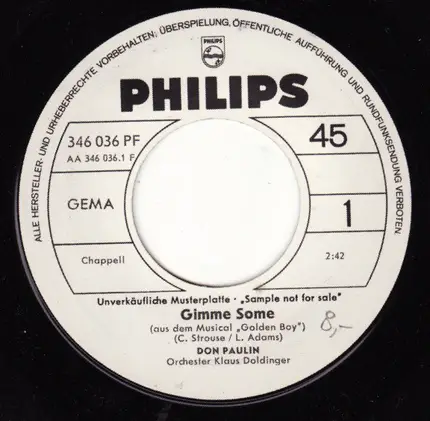 ALLE HERSTELLER- UND URHEBERRECHTE VORBEHALTEN. ÜBERSPIELUNG, ÖFFENTLICHE AUFFÜHRUNG UND RUNDFUNKSENDUNG VERBOTEN.
PHILIPS
PHILIPS
346 036 PF
AA 346 036.1 F
45
GEMA
1
Chappell
2:42
Unverkäufliche Musterplatte · „Sample not for sale"
Gimme Some
(aus dem Musical „Golden Boy")
(C. Strouse / L. Adams)
8,-
DON PAULIN
Orchester Klaus Doldinger